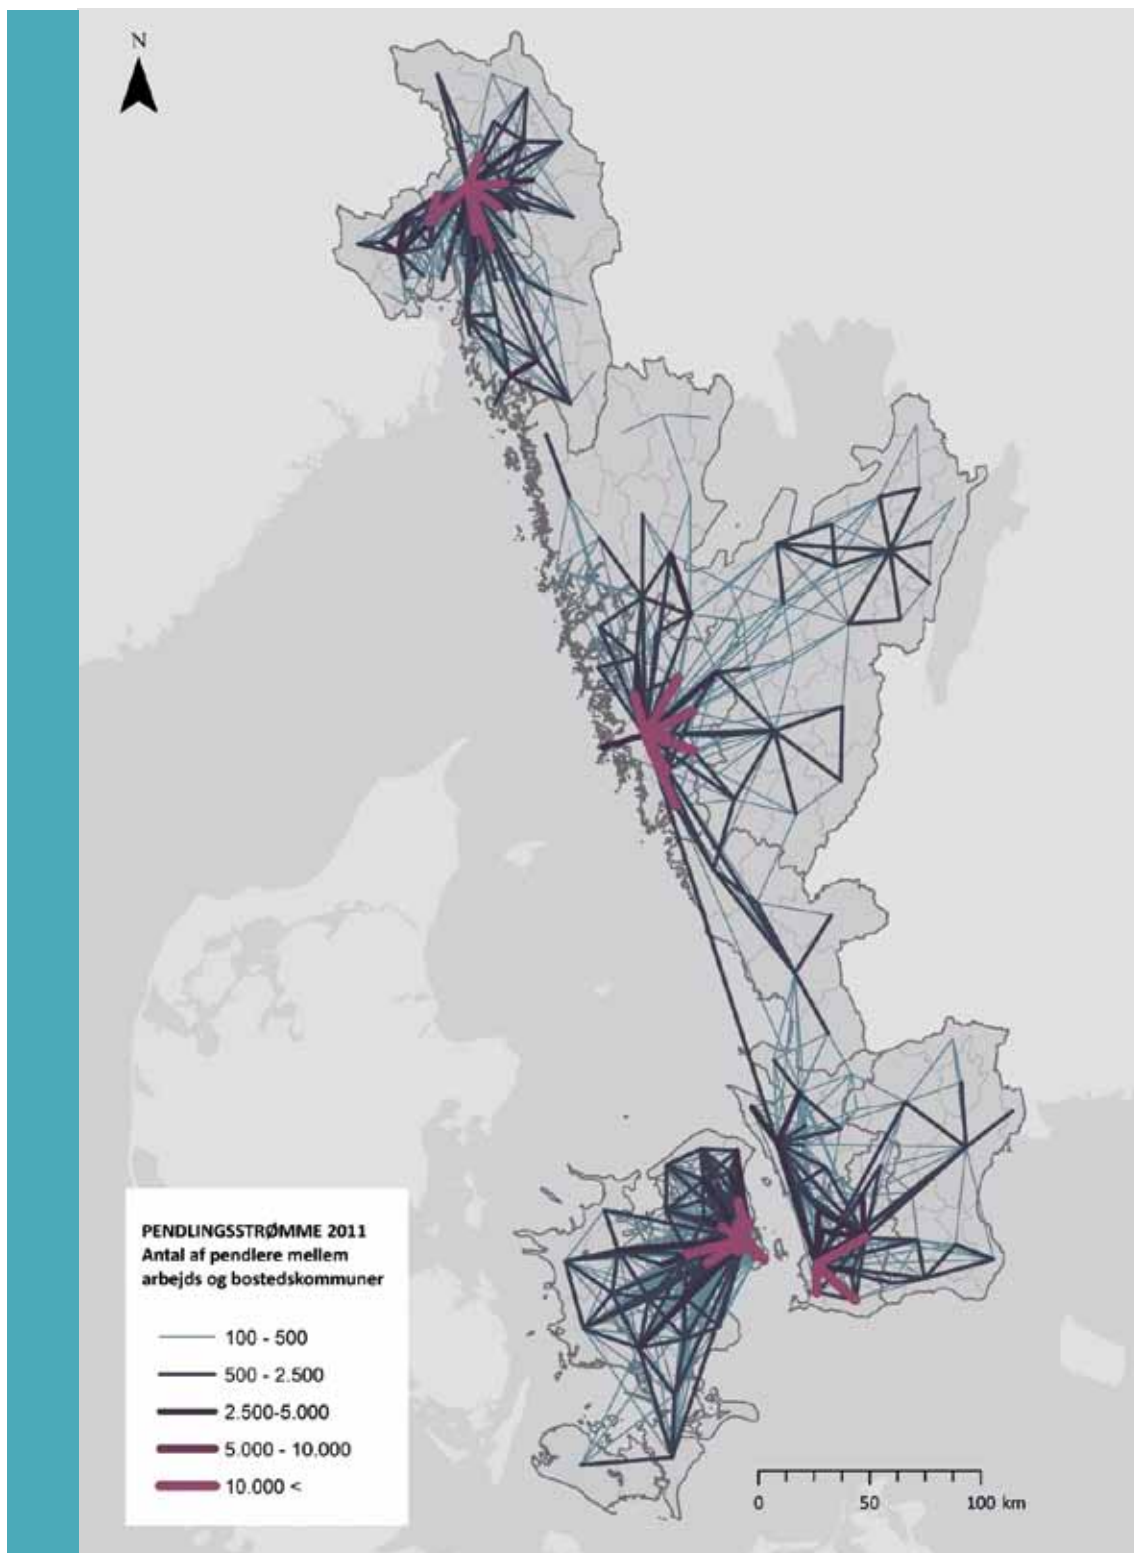 N
PENDLINGSSTRØMME 2011
Antal af pendlere mellem
arbejds og bostedskommuner
100 - 500
500 - 2.500
2.500-5.000
5.000 - 10.000
10.000 <
0 50 100 km